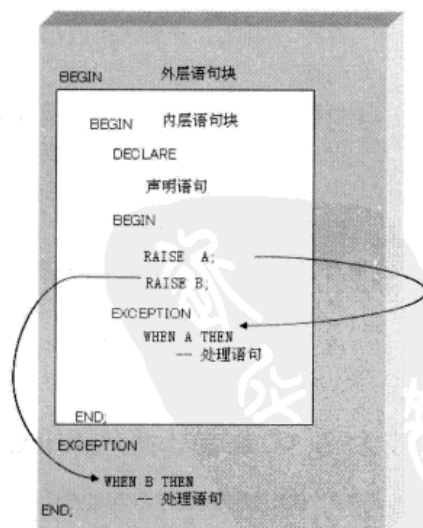 BEGIN 外层语句块
BEGIN 内层语句块
DECLARE
声明语句
BEGIN
RAISE A;
RAISE B;
EXCEPTION
WHEN A THEN
-- 处理语句
END;
EXCEPTION
WHEN B THEN
-- 处理语句
END;